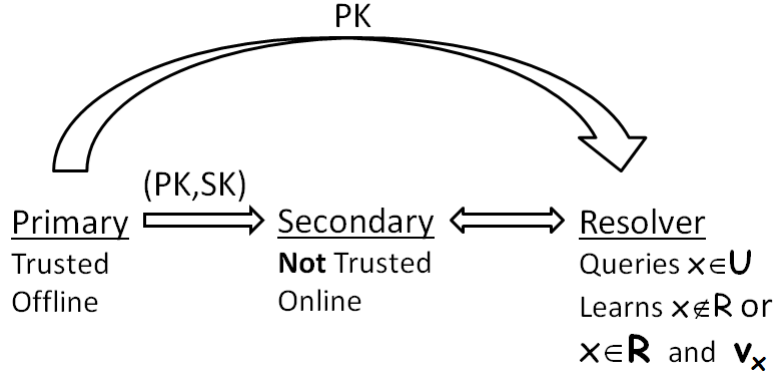 PK
(PK,SK)
Primary
Trusted
Offline
Secondary
Not Trusted
Online
Resolver
Queries x∈U
Learns x∉R or
x∈R and vₓ